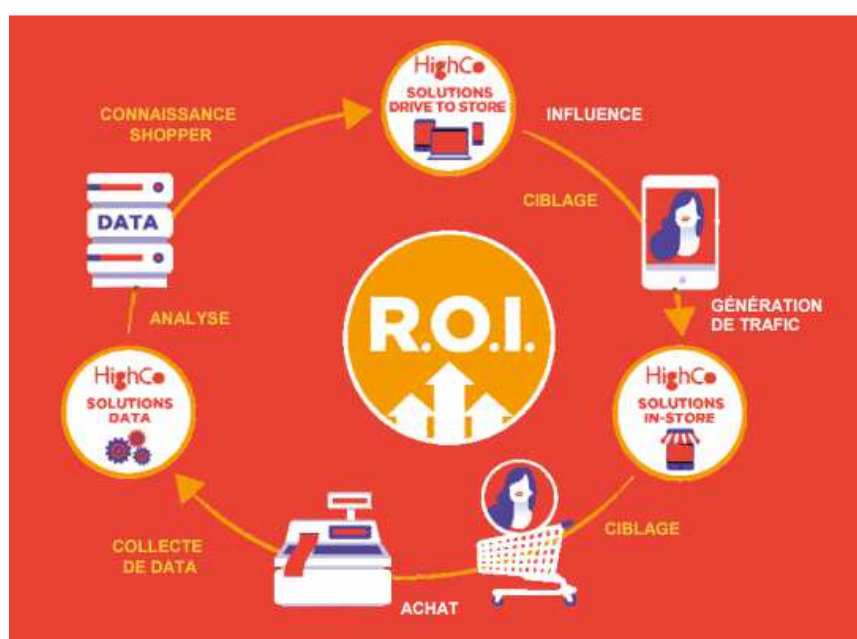 HighCo
SOLUTIONS
DRIVE TO STORE
INFLUENCE
CIBLAGE
GÉNÉRATION
DE TRAFIC
HighCo
SOLUTIONS
IN-STORE
CIBLAGE
ACHAT
COLLECTE
DE DATA
HighCo
SOLUTIONS
DATA
ANALYSE
DATA
CONNAISSANCE
SHOPPER
R.O.I.